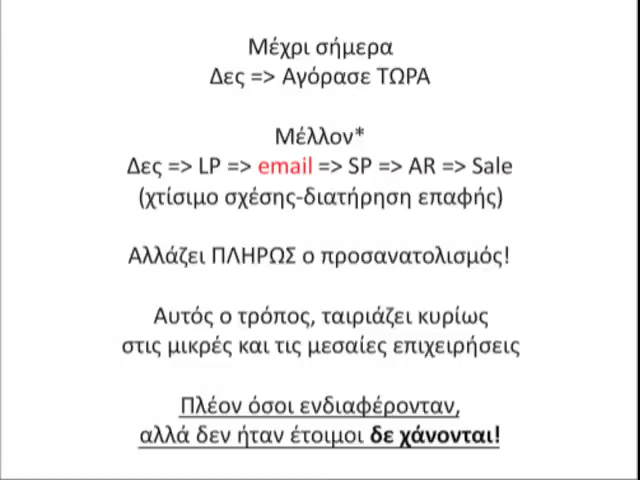 Μέχρι σήμερα
Δες => Αγόρασε ΤΩΡΑ
Μέλλον*
Δες => LP => email => SP => AR => Sale
(χτίσιμο σχέσης-διατήρηση επαφής)
Αλλάζει ΠΛΗΡΩΣ ο προσανατολισμός!
Αυτός ο τρόπος, ταιριάζει κυρίως
στις μικρές και τις μεσαίες επιχειρήσεις
Πλέον όσοι ενδιαφέρονταν,
αλλά δεν ήταν έτοιμοι δε χάνονται!